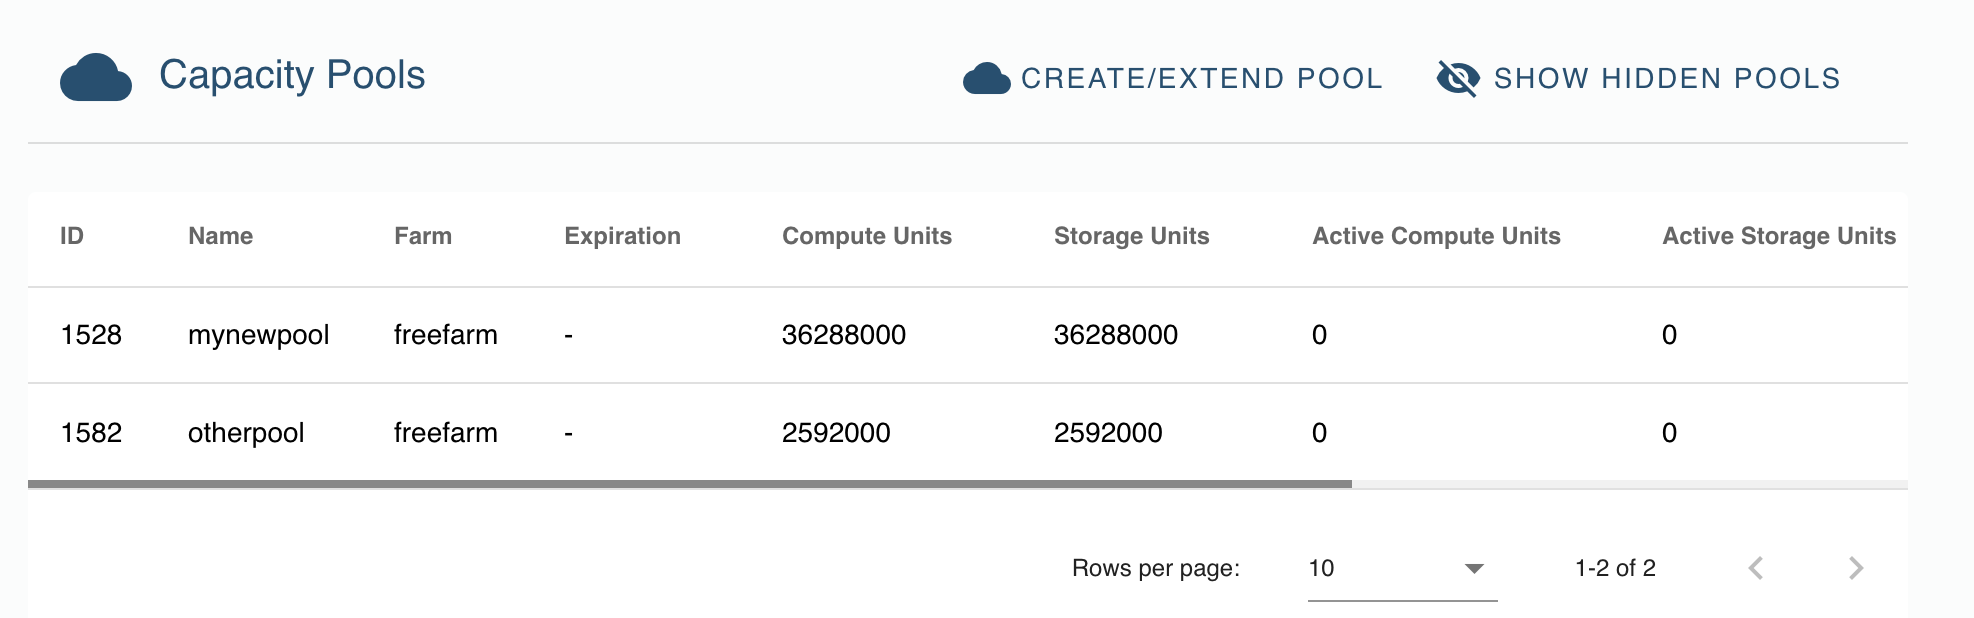 Capacity Pools CREATE/EXTEND POOL SHOW HIDDEN POOLS
ID Name Farm Expiration Compute Units Storage Units Active Compute Units Active Storage Units
1528 mynewpool freefarm - 36288000 36288000 0 0
1582 otherpool freefarm - 2592000 2592000 0 0
Rows per page: 10 1-2 of 2